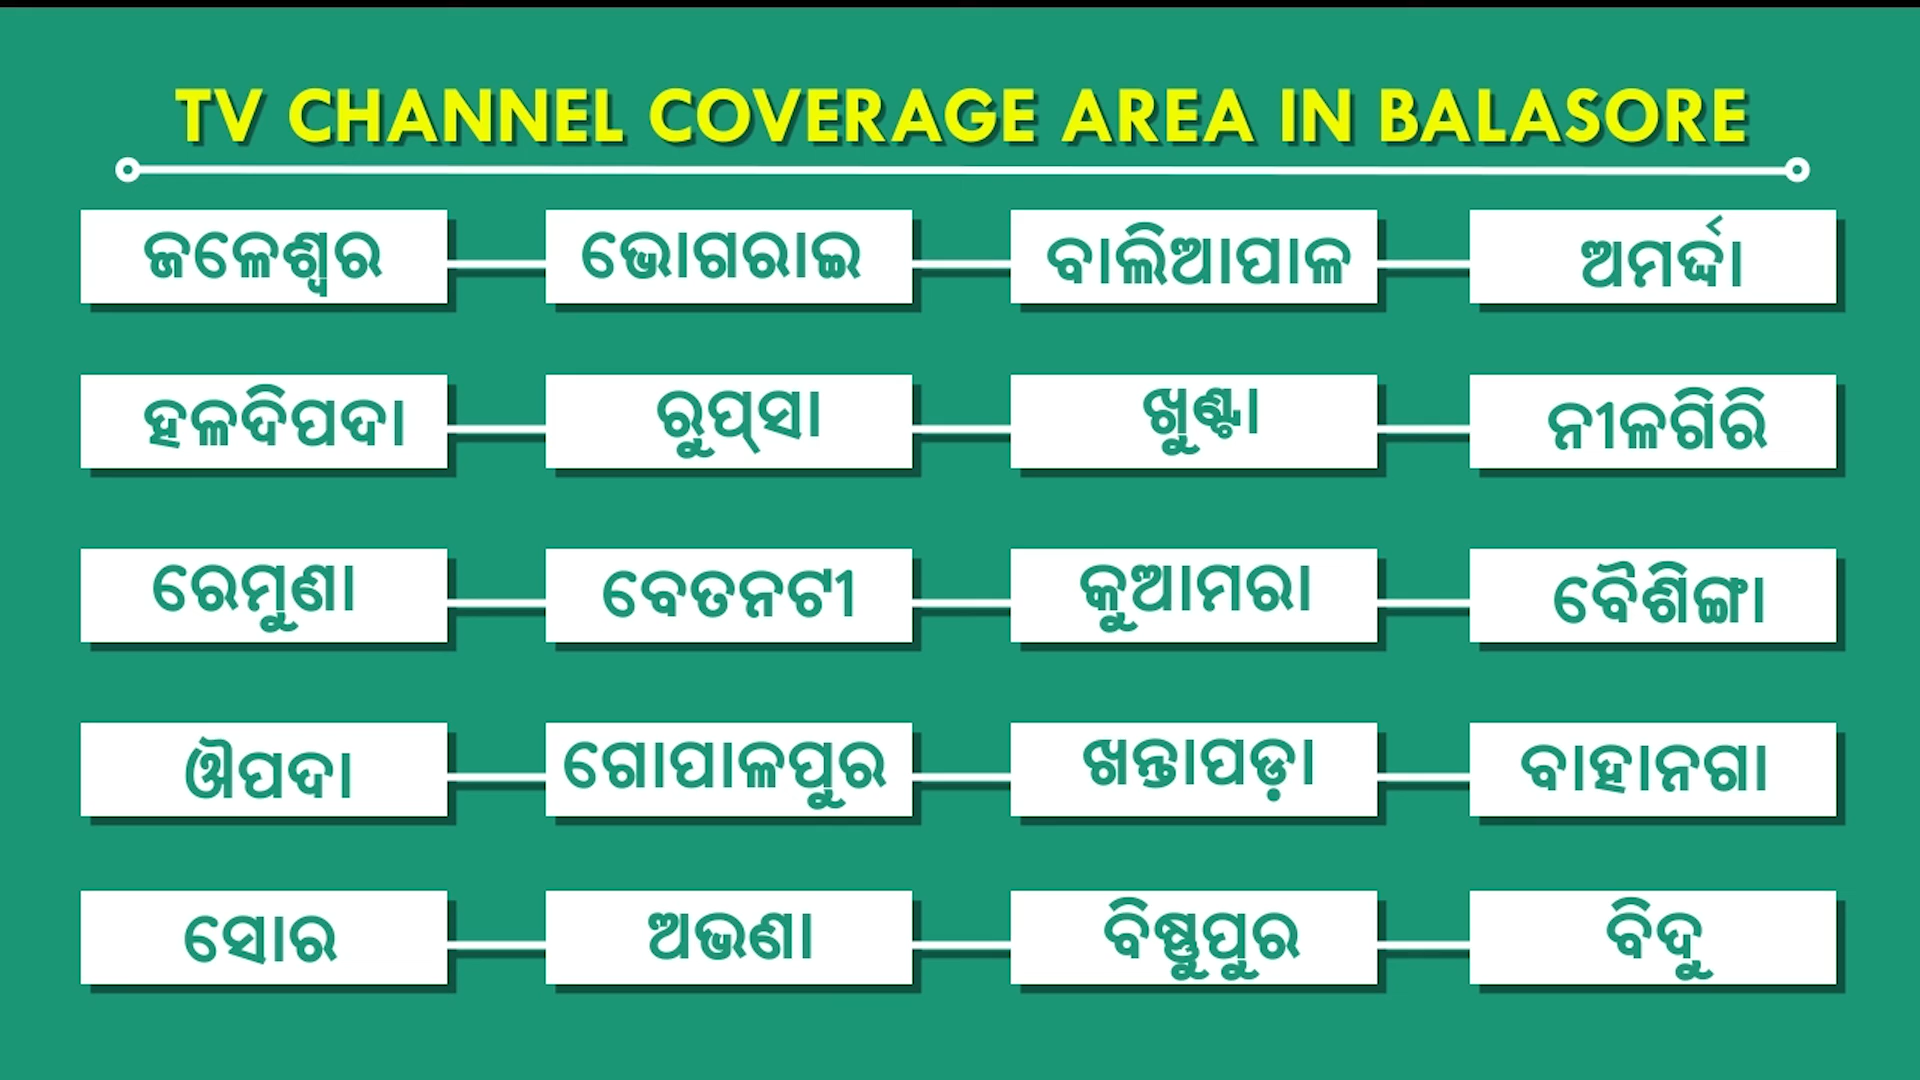 TV CHANNEL COVERAGE AREA IN BALASORE
ଜଳେଶ୍ୱର ଭୋଗରାଇ ବାଲିଆପାଳ ଅମର୍ଦ୍ଦା
ହଳଦିପଦା ରୁପ୍‌ସା ଖୁଣ୍ଟା ନୀଳଗିରି
ରେମୁଣା ବେତନଟୀ କୁଆମରା ବୈଶିଙ୍ଗା
ଔପଦା ଗୋପାଳପୁର ଖନ୍ତାପଡ଼ା ବାହାନଗା
ସୋର ଅଭଣା ବିଷ୍ଣୁପୁର ବିଦୁ